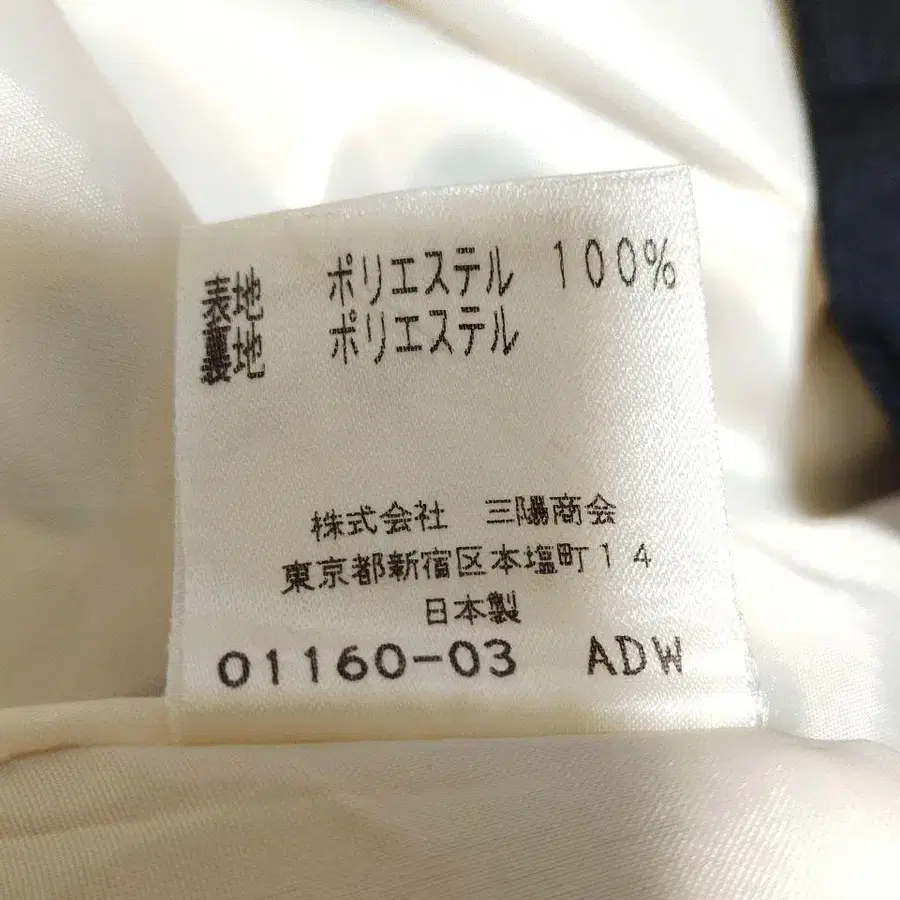 表地 ポリエステル 100%
裏地 ポリエステル
株式会社 三陽商会
東京都新宿区本塩町14
日本製
01160-03 ADW